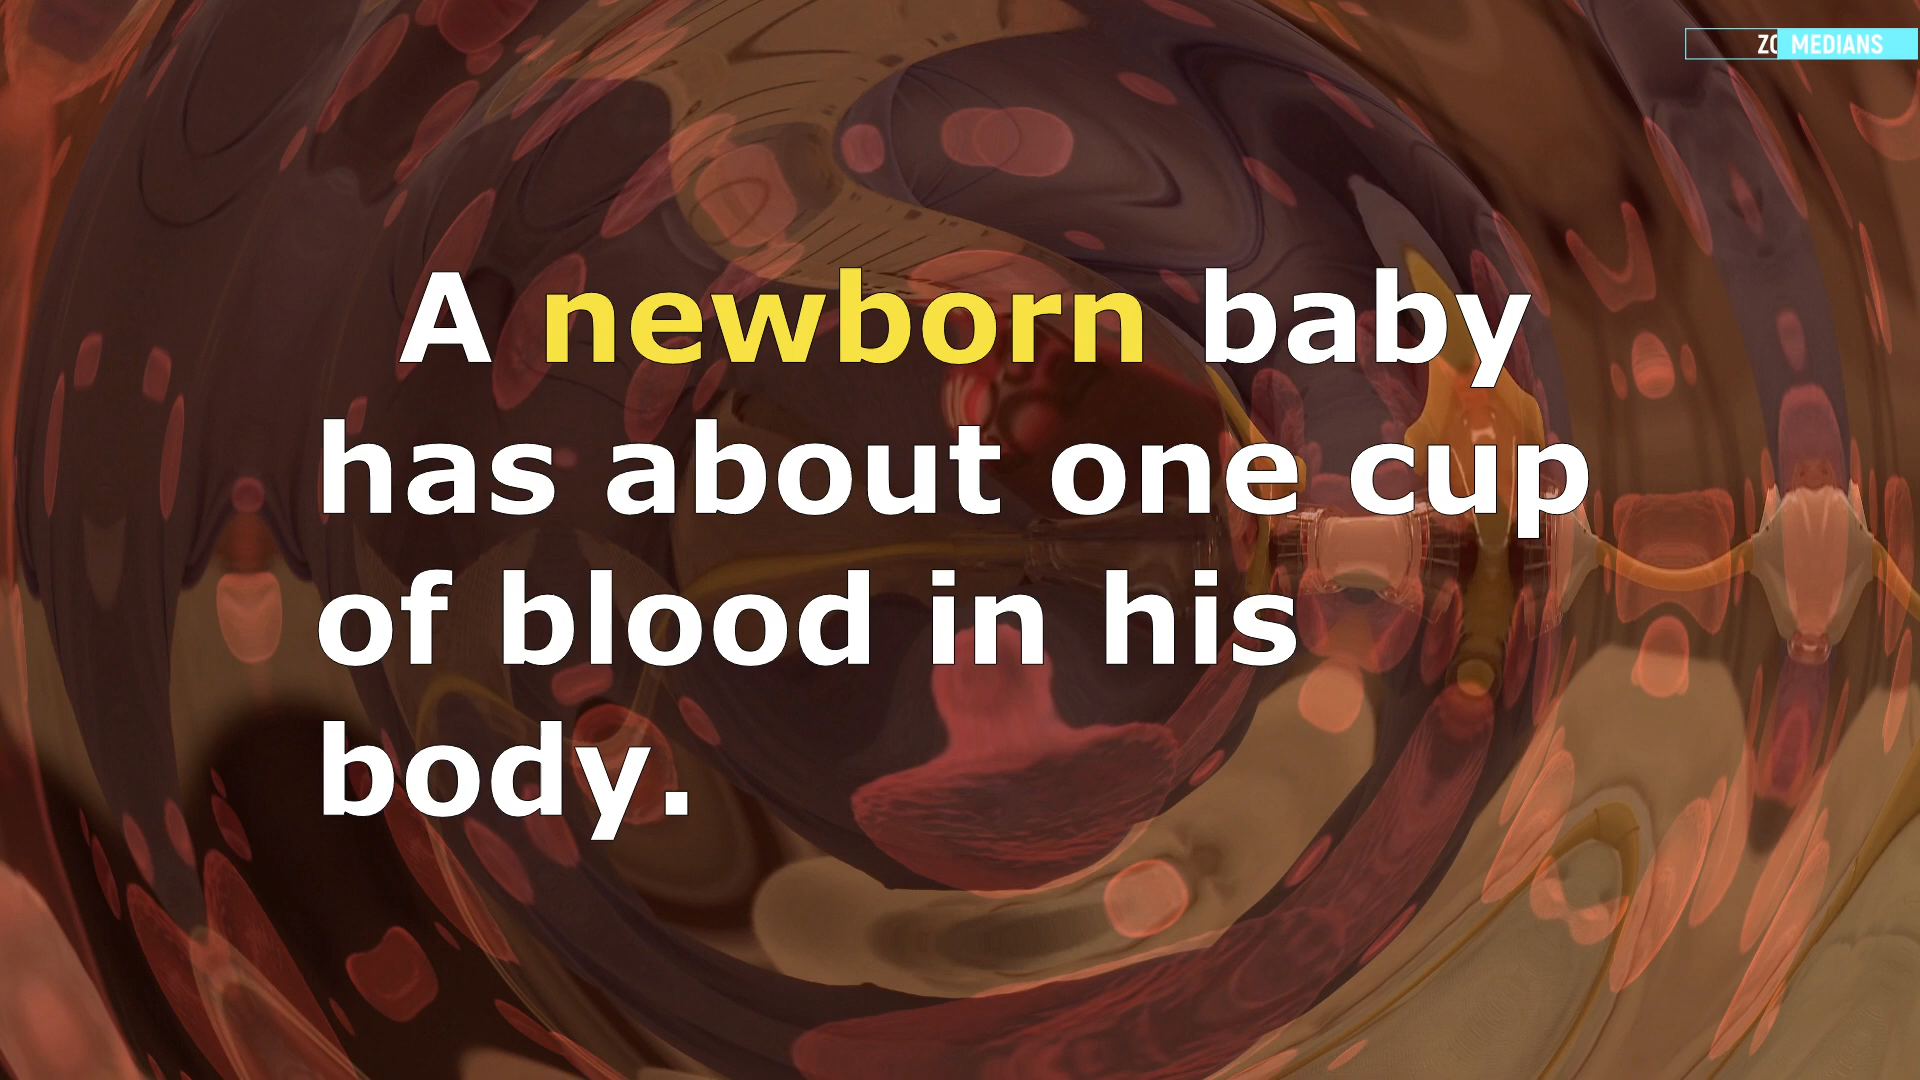 MEDIANS
A newborn baby
has about one cup
of blood in his
body.